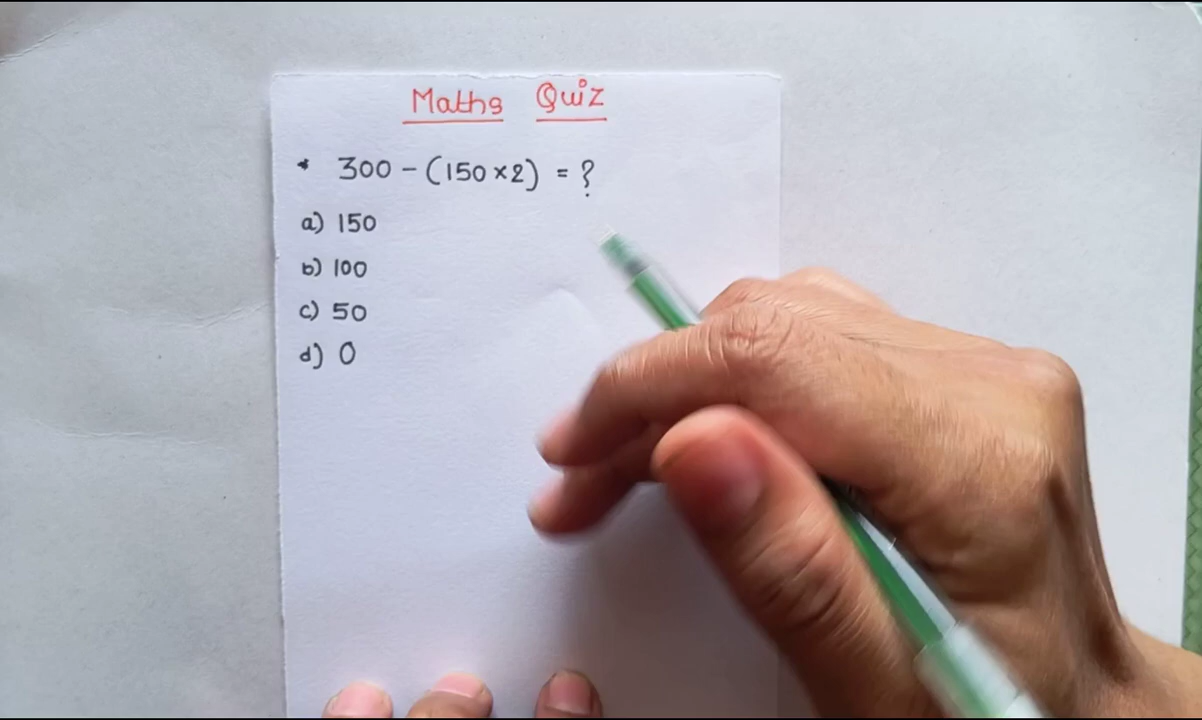 Maths Quiz
* 300 - (150 × 2) = ?
a) 150
b) 100
c) 50
d) 0